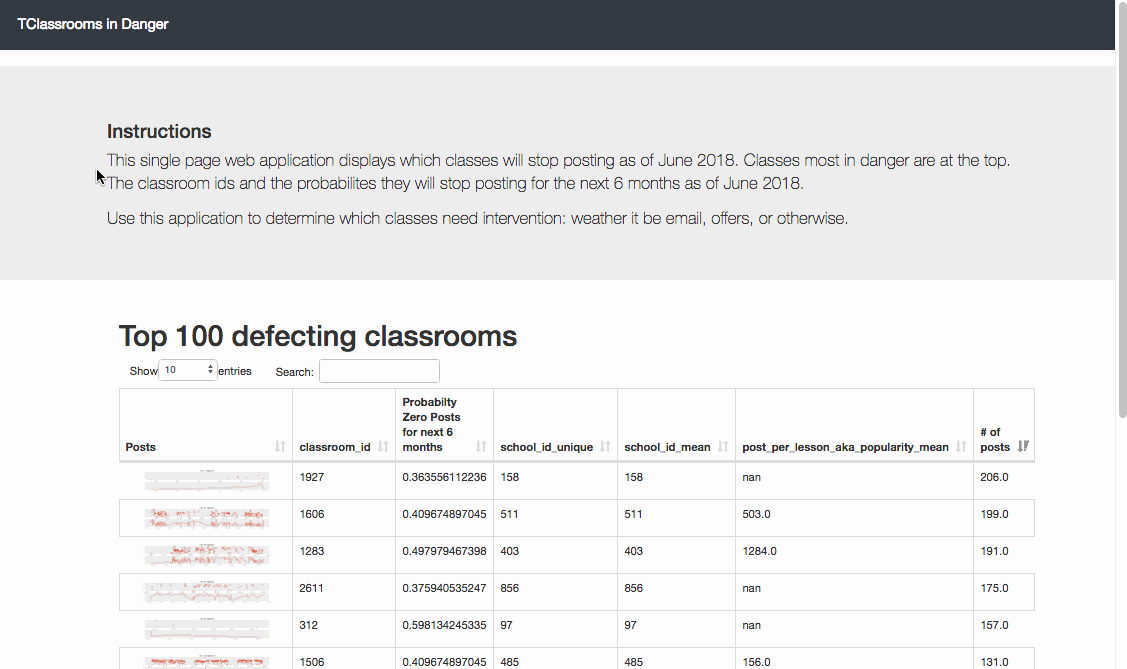 TClassrooms in Danger
Instructions
This single page web application displays which classes will stop posting as of June 2018. Classes most in danger are at the top.
The classroom ids and the probabilites they will stop posting for the next 6 months as of June 2018.
Use this application to determine which classes need intervention: weather it be email, offers, or otherwise.
Top 100 defecting classrooms
Show 10 entries Search:
Posts classroom_id Probabilty Zero Posts for next 6 months school_id_unique school_id_mean post_per_lesson_aka_popularity_mean # of posts
1927 0.363556112236 158 158 nan 206.0
1606 0.409674897045 511 511 503.0 199.0
1283 0.497979467398 403 403 1284.0 191.0
2611 0.375940535247 856 856 nan 175.0
312 0.598134245335 97 97 nan 157.0
1506 0.409674897045 485 485 156.0 131.0